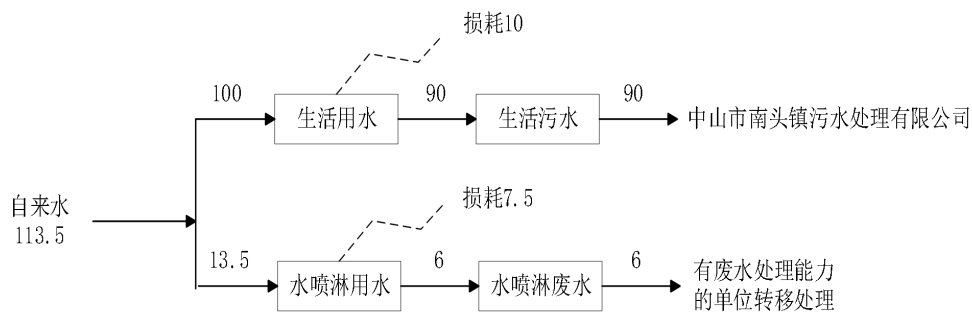 损耗10
100
生活用水
90
生活污水
90
中山市南头镇污水处理有限公司
自来水
113.5
损耗7.5
13.5
水喷淋用水
6
水喷淋废水
6
有废水处理能力
的单位转移处理